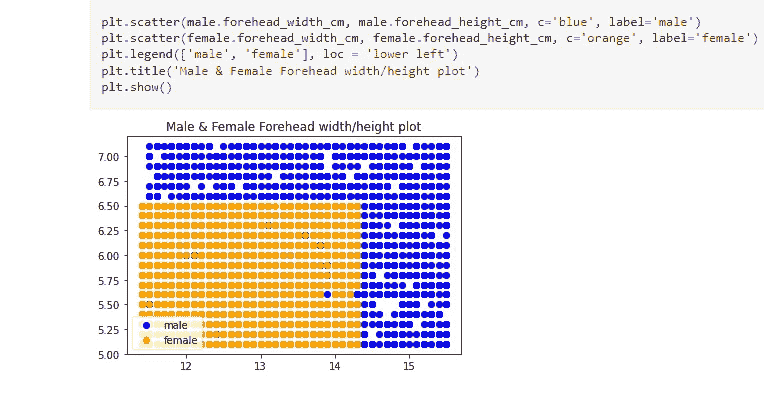 plt.scatter(male.forehead_width_cm, male.forehead_height_cm, c='blue', label='male')
plt.scatter(female.forehead_width_cm, female.forehead_height_cm, c='orange', label='female')
plt.legend(['male', 'female'], loc = 'lower left')
plt.title('Male & Female Forehead width/height plot')
plt.show()
Male & Female Forehead width/height plot
7.00
6.75
6.50
6.25
6.00
5.75
5.50
5.25
5.00
male
female
12 13 14 15